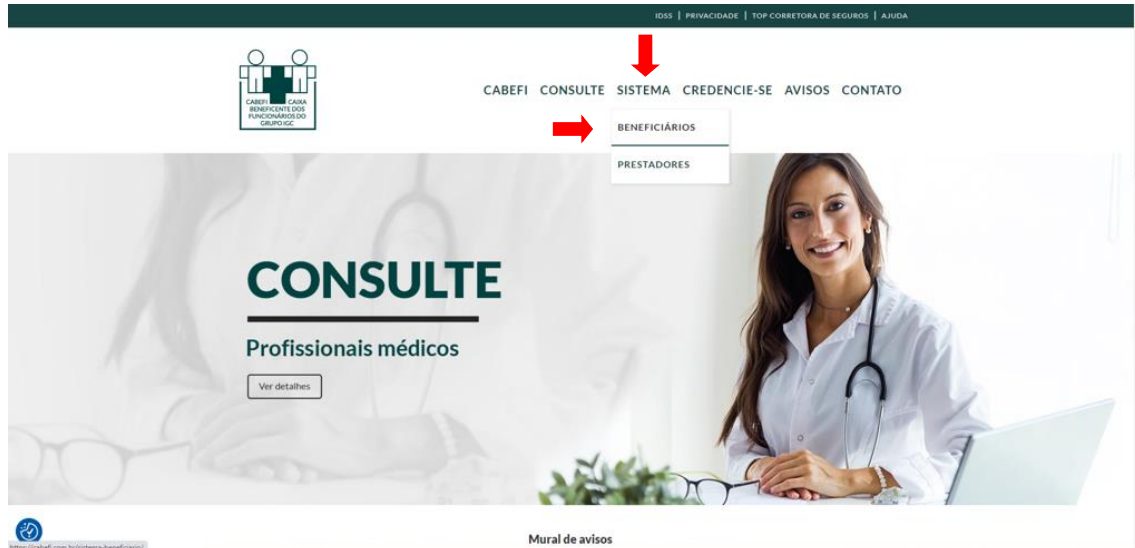 IDSS | PRIVACIDADE | TOP CORRETORA DE SEGUROS | AJUDA
CABEFI CAIXA
BENEFICENTE DOS
FUNCIONÁRIOS DO
GRUPO IGC
CABEFI CONSULTE SISTEMA CREDENCIE-SE AVISOS CONTATO
BENEFICIÁRIOS
PRESTADORES
CONSULTE
Profissionais médicos
Ver detalhes
Mural de avisos